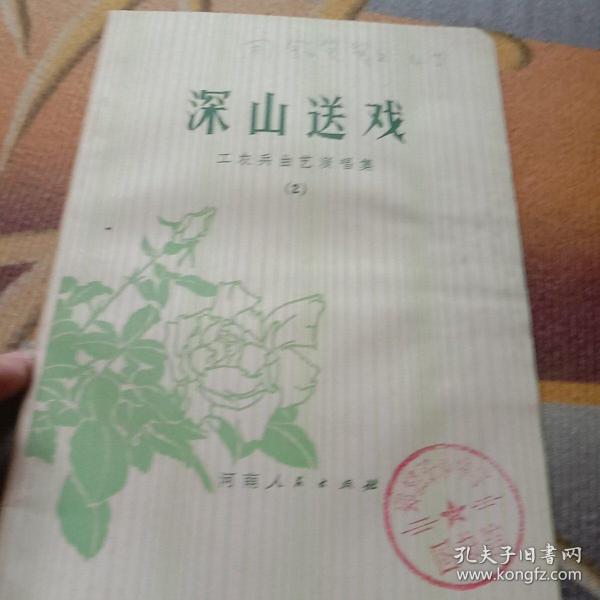 深山送戏
工农兵曲艺演唱集
(2)
河南人民出版社
孔夫子旧书网
www.kongfz.com